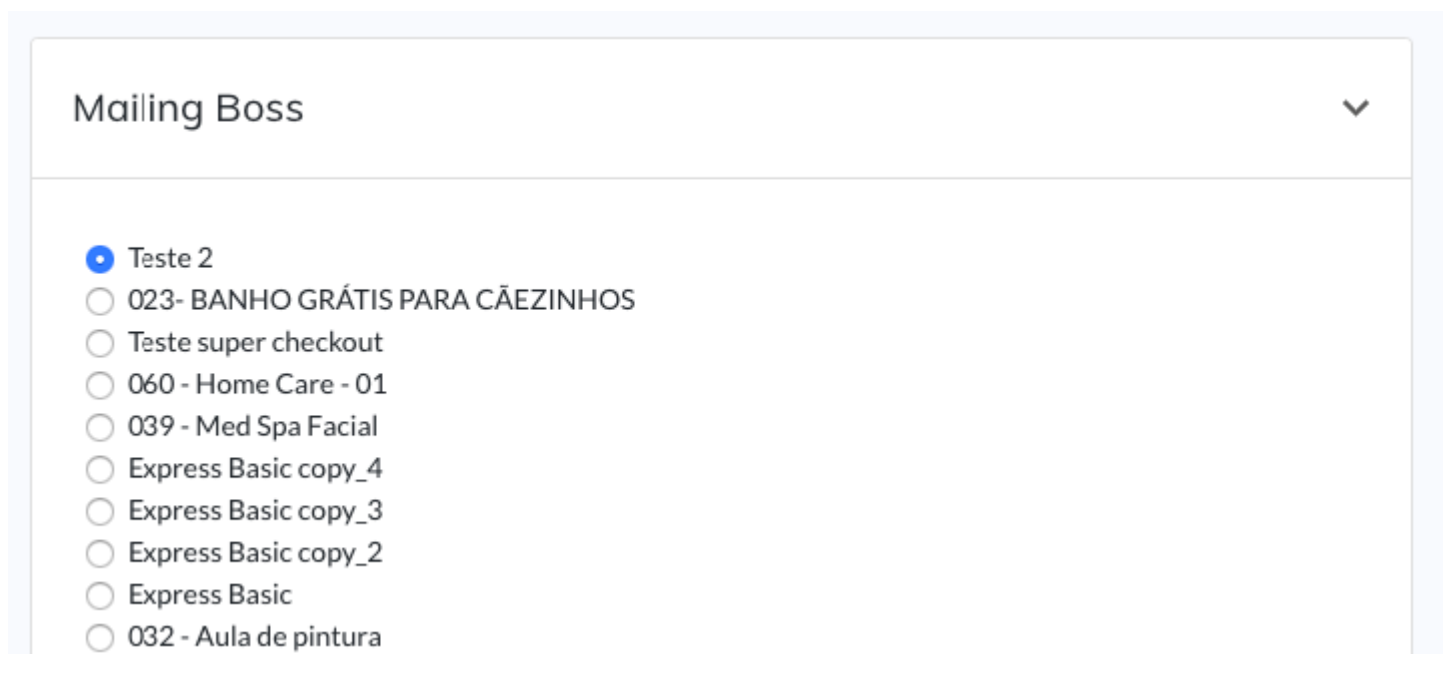 Mailing Boss
Teste 2
023- BANHO GRÁTIS PARA CÃEZINHOS
Teste super checkout
060 - Home Care - 01
039 - Med Spa Facial
Express Basic copy_4
Express Basic copy_3
Express Basic copy_2
Express Basic
032 - Aula de pintura